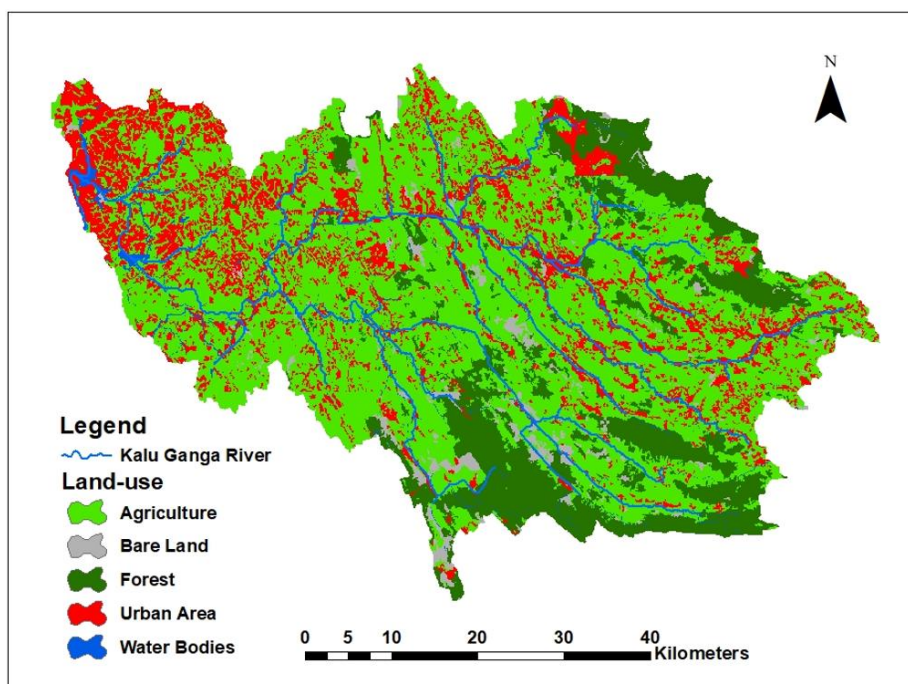 N
Legend
Kalu Ganga River
Land-use
Agriculture
Bare Land
Forest
Urban Area
Water Bodies
0 5 10 20 30 40
Kilometers